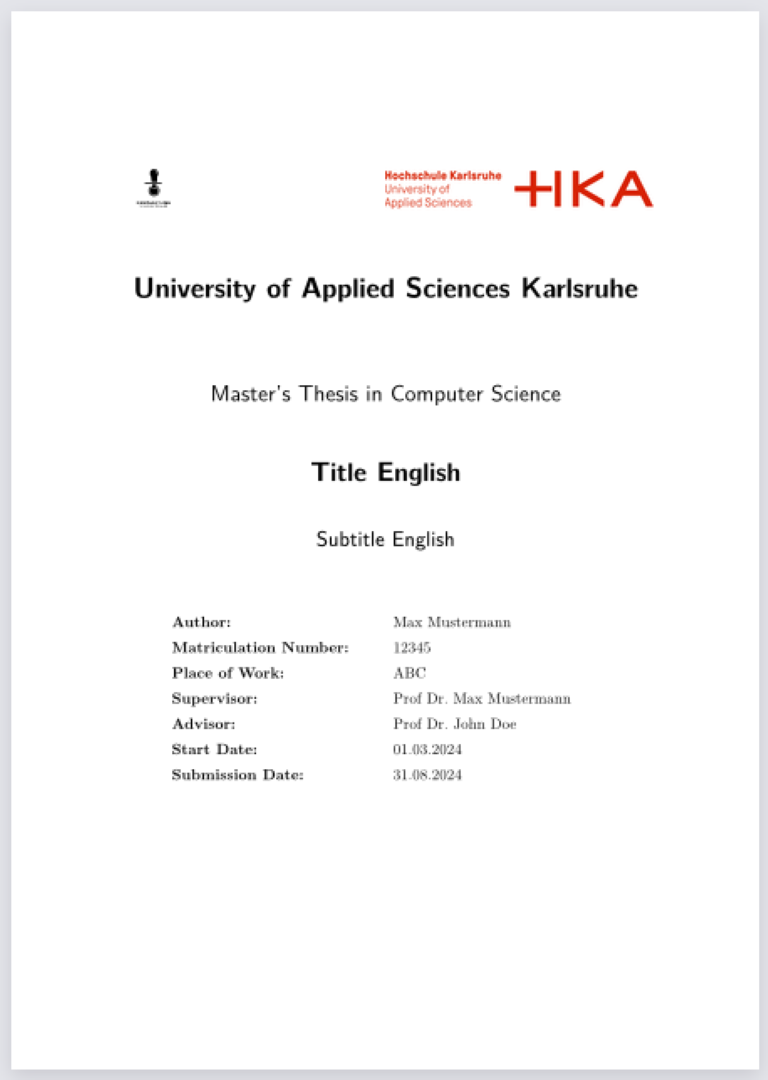 Hochschule Karlsruhe
University of
Applied Sciences
HKA
University of Applied Sciences Karlsruhe
Master's Thesis in Computer Science
Title English
Subtitle English
Author: Max Mustermann
Matriculation Number: 12345
Place of Work: ABC
Supervisor: Prof Dr. Max Mustermann
Advisor: Prof Dr. John Doe
Start Date: 01.03.2024
Submission Date: 31.08.2024